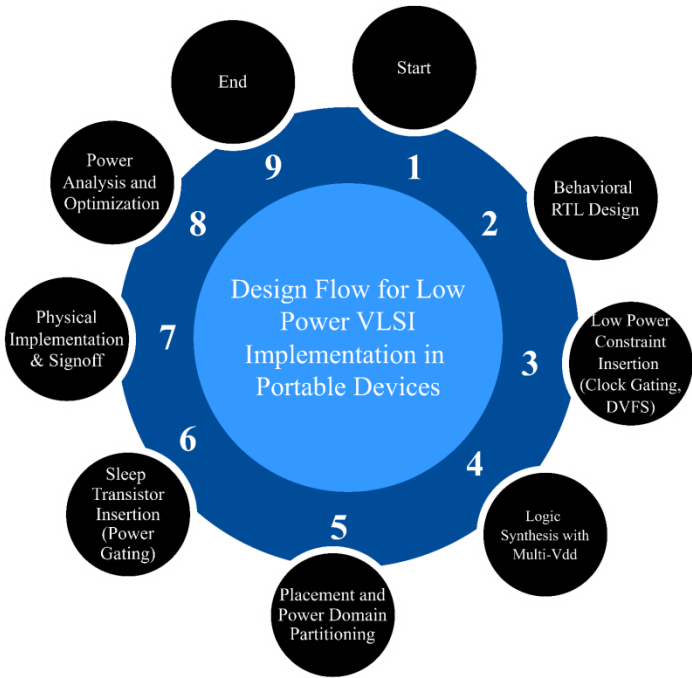 Start
1
Behavioral
RTL Design
2
Low Power
Constraint
Insertion
(Clock Gating,
DVFS)
3
Logic
Synthesis with
Multi-Vdd
4
Placement and
Power Domain
Partitioning
5
Sleep
Transistor
Insertion
(Power
Gating)
6
Physical
Implementation
& Signoff
7
Power
Analysis and
Optimization
8
End
9
Design Flow for Low
Power VLSI
Implementation in
Portable Devices